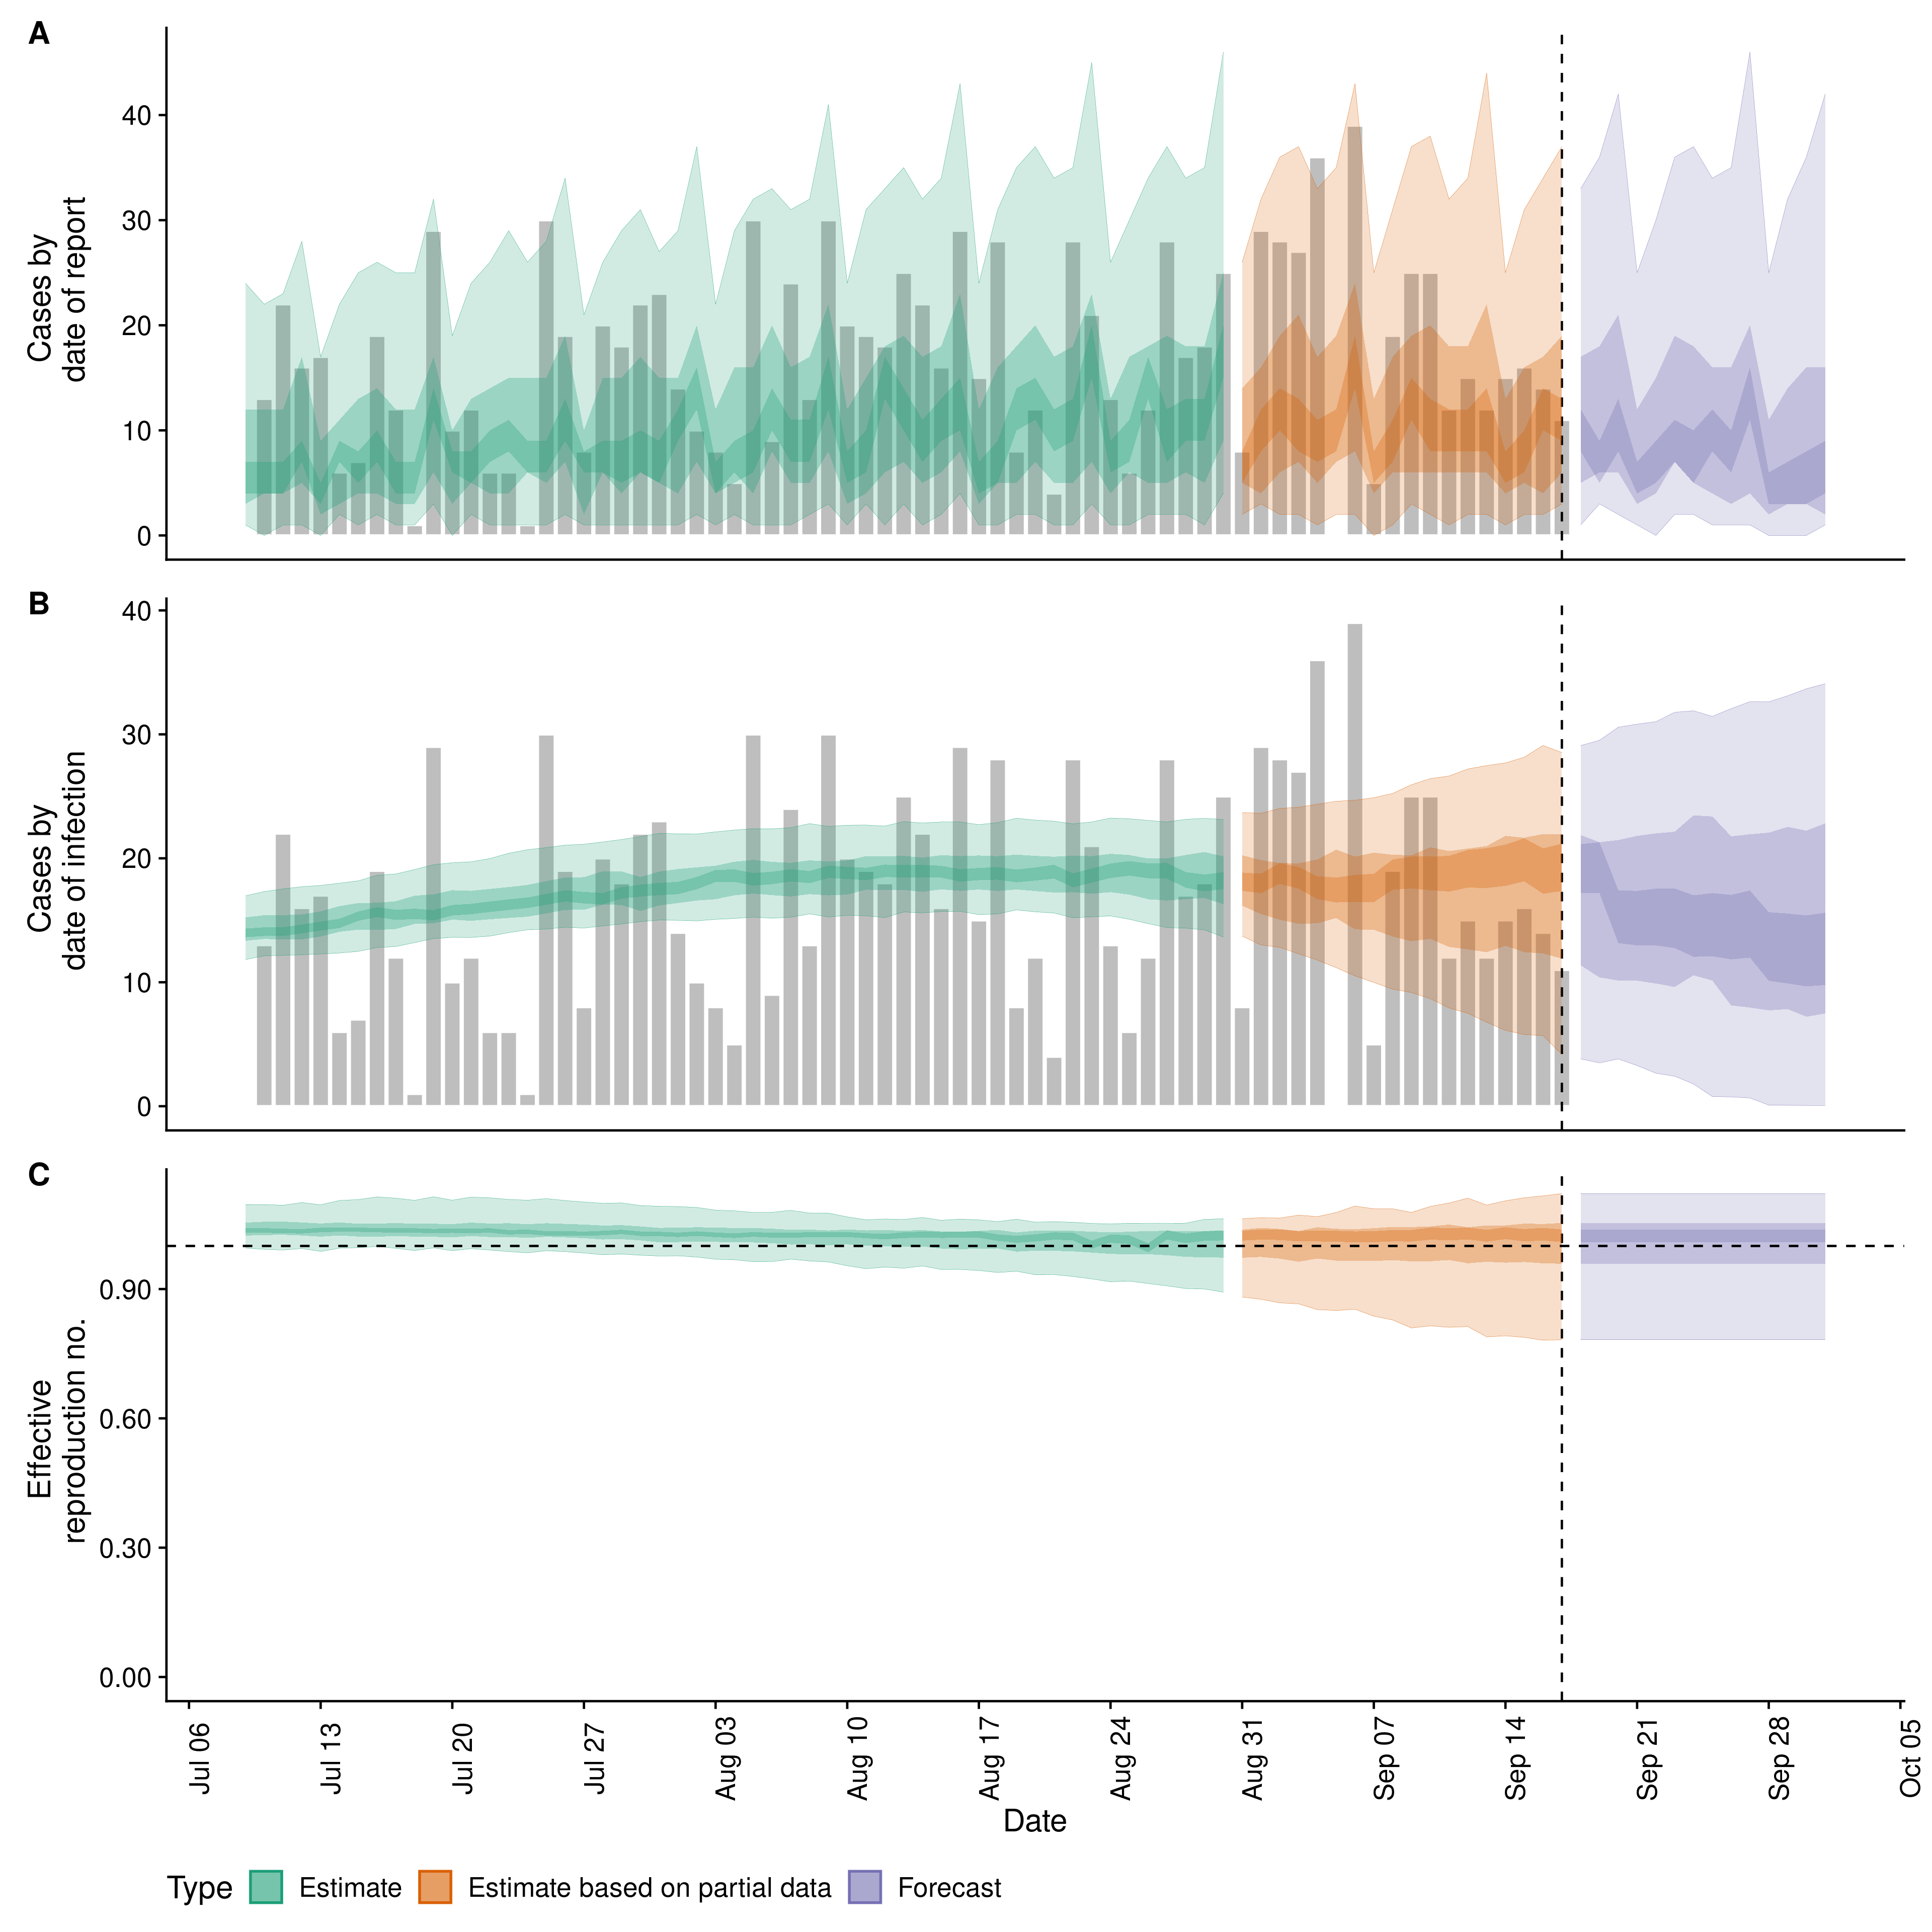 A
Cases by
date of report
40
30
20
10
0
B
Cases by
date of infection
40
30
20
10
0
C
Effective
reproduction no.
0.90
0.60
0.30
0.00
Jul 06
Jul 13
Jul 20
Jul 27
Aug 03
Aug 10
Aug 17
Aug 24
Aug 31
Sep 07
Sep 14
Sep 21
Sep 28
Oct 05
Date
Type
Estimate
Estimate based on partial data
Forecast